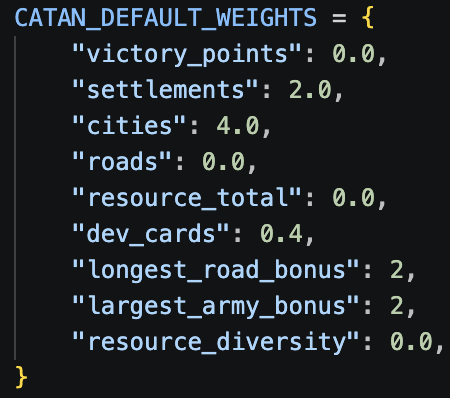 CATAN_DEFAULT_WEIGHTS = {
    "victory_points": 0.0,
    "settlements": 2.0,
    "cities": 4.0,
    "roads": 0.0,
    "resource_total": 0.0,
    "dev_cards": 0.4,
    "longest_road_bonus": 2,
    "largest_army_bonus": 2,
    "resource_diversity": 0.0,
}